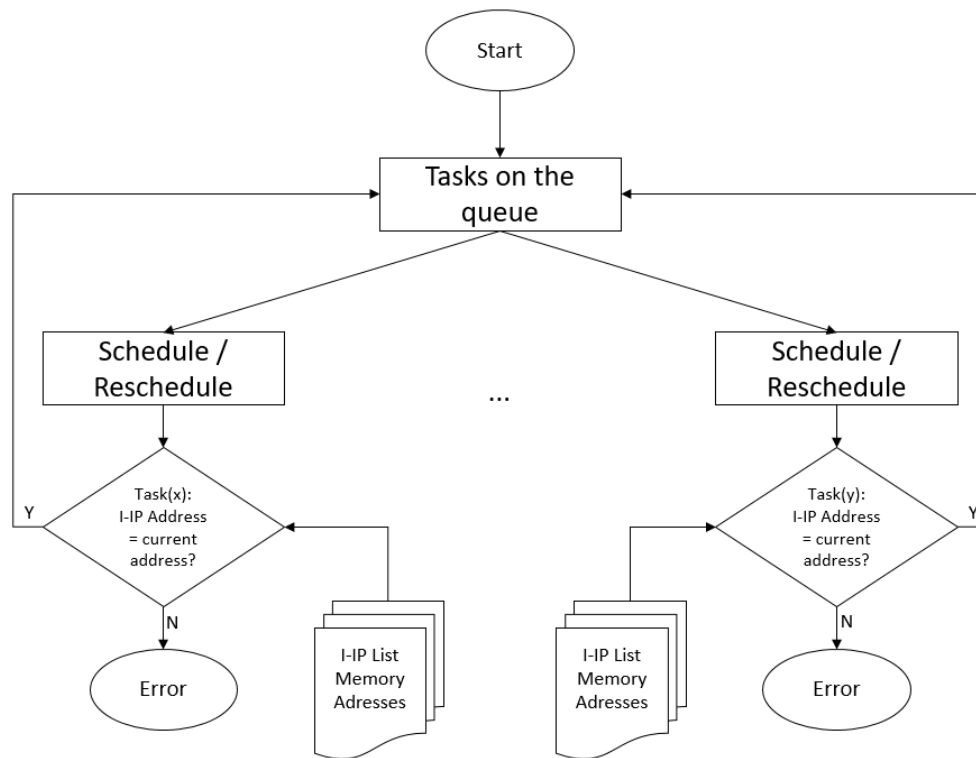 Start
Tasks on the
queue
Schedule /
Reschedule
Schedule /
Reschedule
...
Task(x):
I-IP Address
= current
address?
Y
N
Task(y):
I-IP Address
= current
address?
Y
N
I-IP List
Memory
Adresses
I-IP List
Memory
Adresses
Error
Error